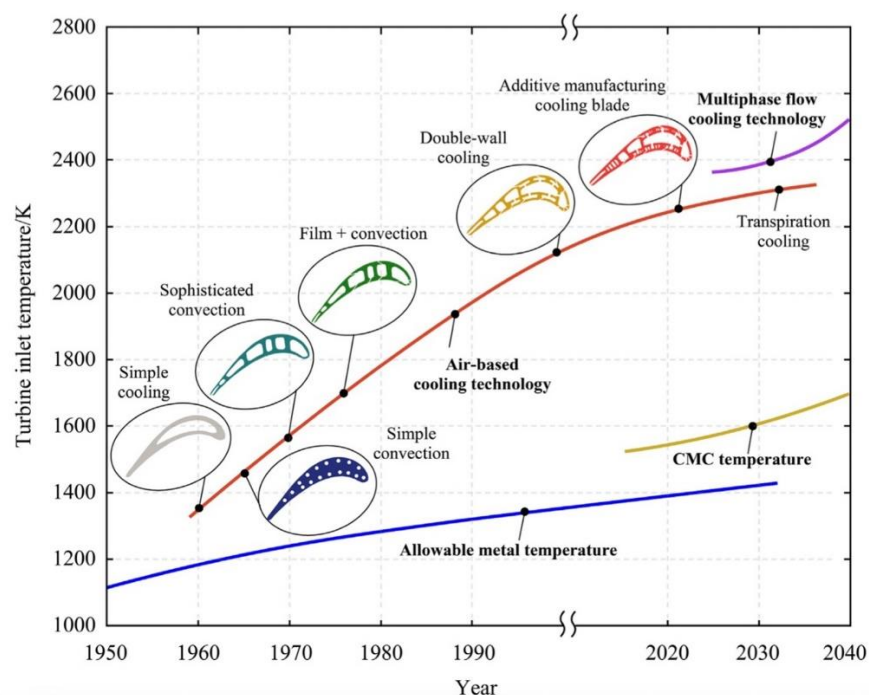 2800
2600
2400
2200
2000
1800
1600
1400
1200
1000
Turbine inlet temperature/K
Additive manufacturing
cooling blade
Multiphase flow
cooling technology
Double-wall
cooling
Transpiration
cooling
Film + convection
Sophisticated
convection
Air-based
cooling technology
Simple
cooling
Simple
convection
CMC temperature
Allowable metal temperature
1950 1960 1970 1980 1990 2020 2030 2040
Year